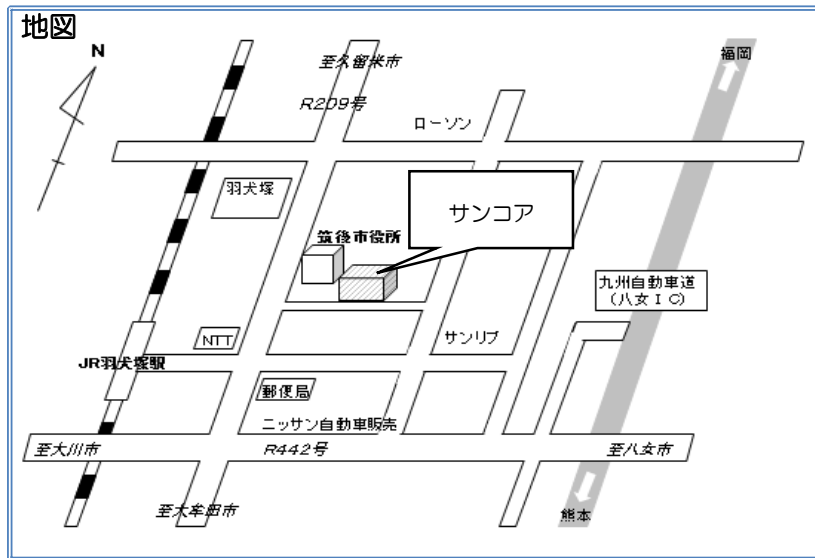 地図
N
至久留米市
福岡
R209号
ローソン
羽犬塚
サンコア
筑後市役所
九州自動車道
(八女IC)
NTT
サンリブ
JR羽犬塚駅
郵便局
ニッサン自動車販売
至大川市
R442号
至八女市
至大牟田市
熊本